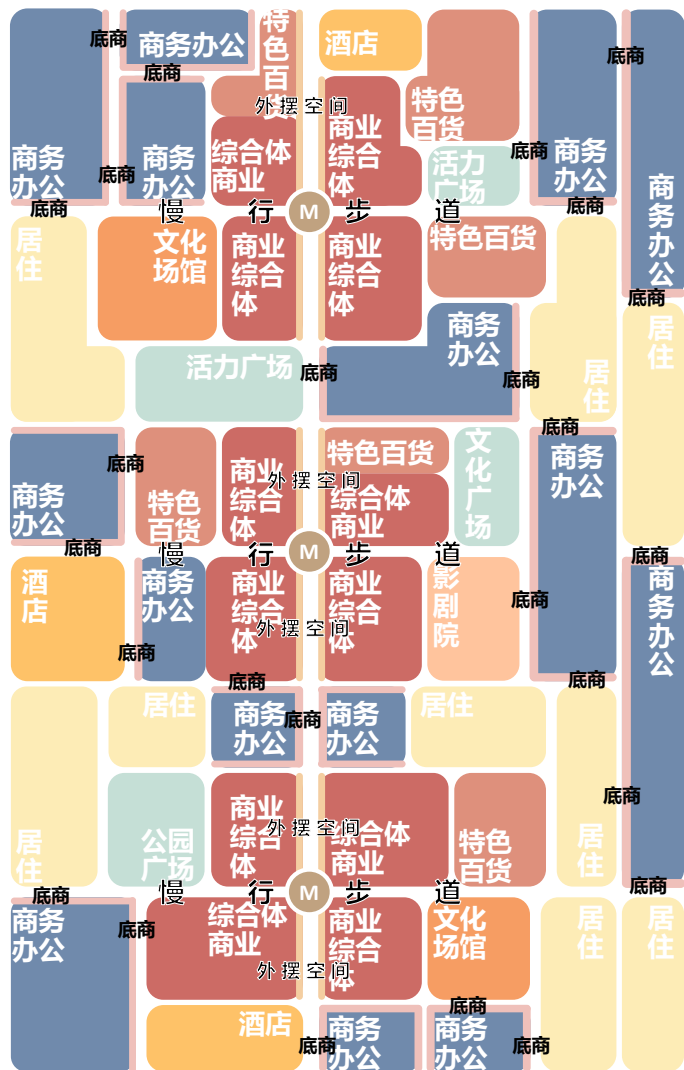 特
色
百
货
底商
商务办公
酒店
底商
底商
外摆空间
特色
百货
商业
综合
体
综合体
商业
活力
广场
底商
商务
办公
商务
办公
底商
商务
办公
底商
商
务
办
公
底商
底商
慢行 M 步道
居
住
文化
场馆
商业
综合
体
商业
综合
体
特色百货
底商
商务
办公
居
住
活力广场
底商
底商
居
住
底商
商务
办公
底商
特色
百货
商业
综合
体
外摆空间
特色百货
综合体
商业
文
化
广
场
商务
办公
底商
慢行 M 步道
底商
酒
店
商务
办公
商业
综合
体
商业
综合
体
外摆空间
影
剧
院
底商
商
务
办
公
底商
底商
底商
居住
商务
办公
底商
商务
办公
居住
底商
居
住
公园
广场
商业
综合
体
外摆空间
综合体
商业
特色
百货
居
住
底商
底商
慢行 M 步道
商务
办公
底商
综合体
商业
商业
综合
体
外摆空间
文化
场馆
居
住
居
住
酒店
底商
商务
办公
底商
商务
办公
底商